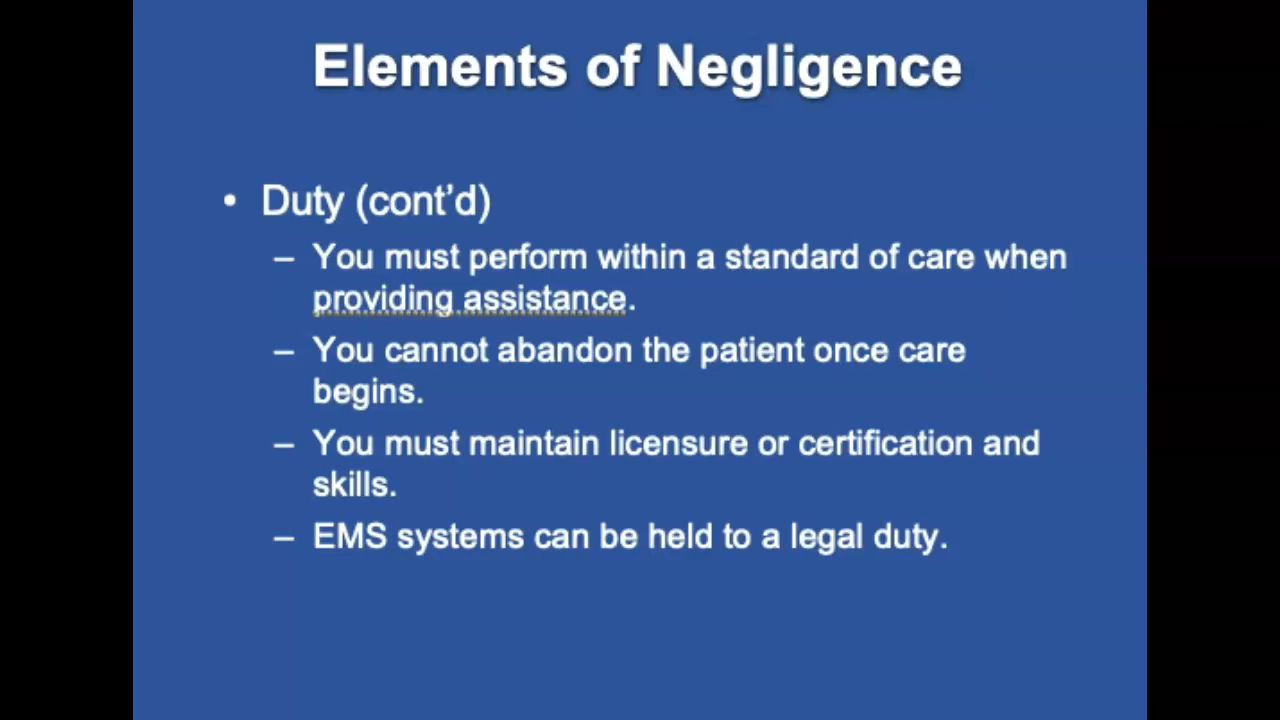 Elements of Negligence
• Duty (cont’d)
– You must perform within a standard of care when
providing assistance.
– You cannot abandon the patient once care
begins.
– You must maintain licensure or certification and
skills.
– EMS systems can be held to a legal duty.